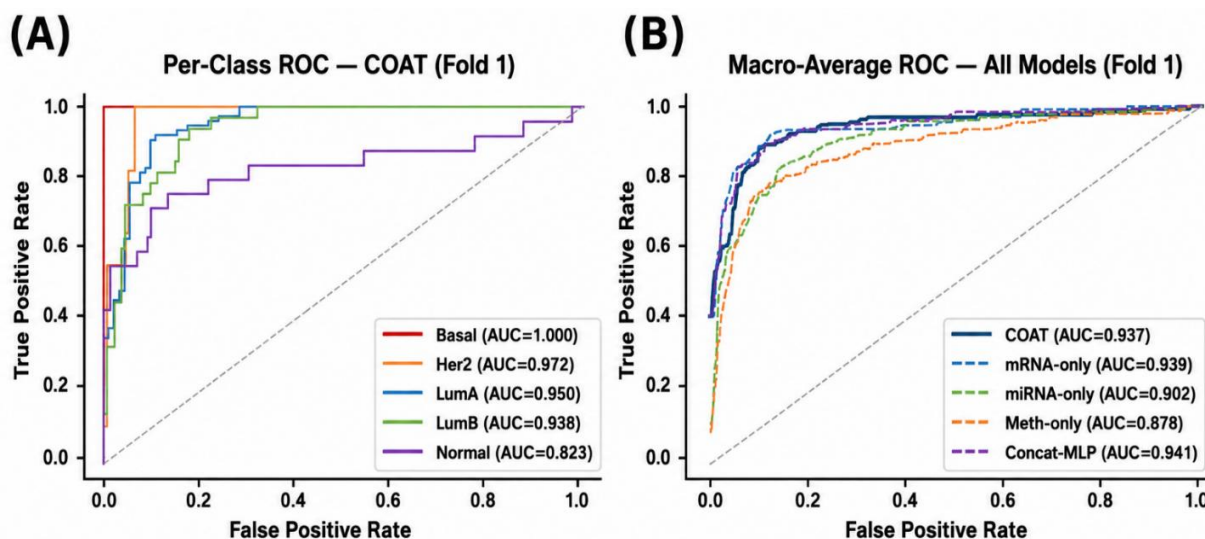 (A)
Per-Class ROC — COAT (Fold 1)
True Positive Rate
1.0
0.8
0.6
0.4
0.2
0.0
Basal (AUC=1.000)
Her2 (AUC=0.972)
LumA (AUC=0.950)
LumB (AUC=0.938)
Normal (AUC=0.823)
0.0 0.2 0.4 0.6 0.8 1.0
False Positive Rate
(B)
Macro-Average ROC — All Models (Fold 1)
True Positive Rate
1.0
0.8
0.6
0.4
0.2
0.0
COAT (AUC=0.937)
mRNA-only (AUC=0.939)
miRNA-only (AUC=0.902)
Meth-only (AUC=0.878)
Concat-MLP (AUC=0.941)
0.0 0.2 0.4 0.6 0.8 1.0
False Positive Rate